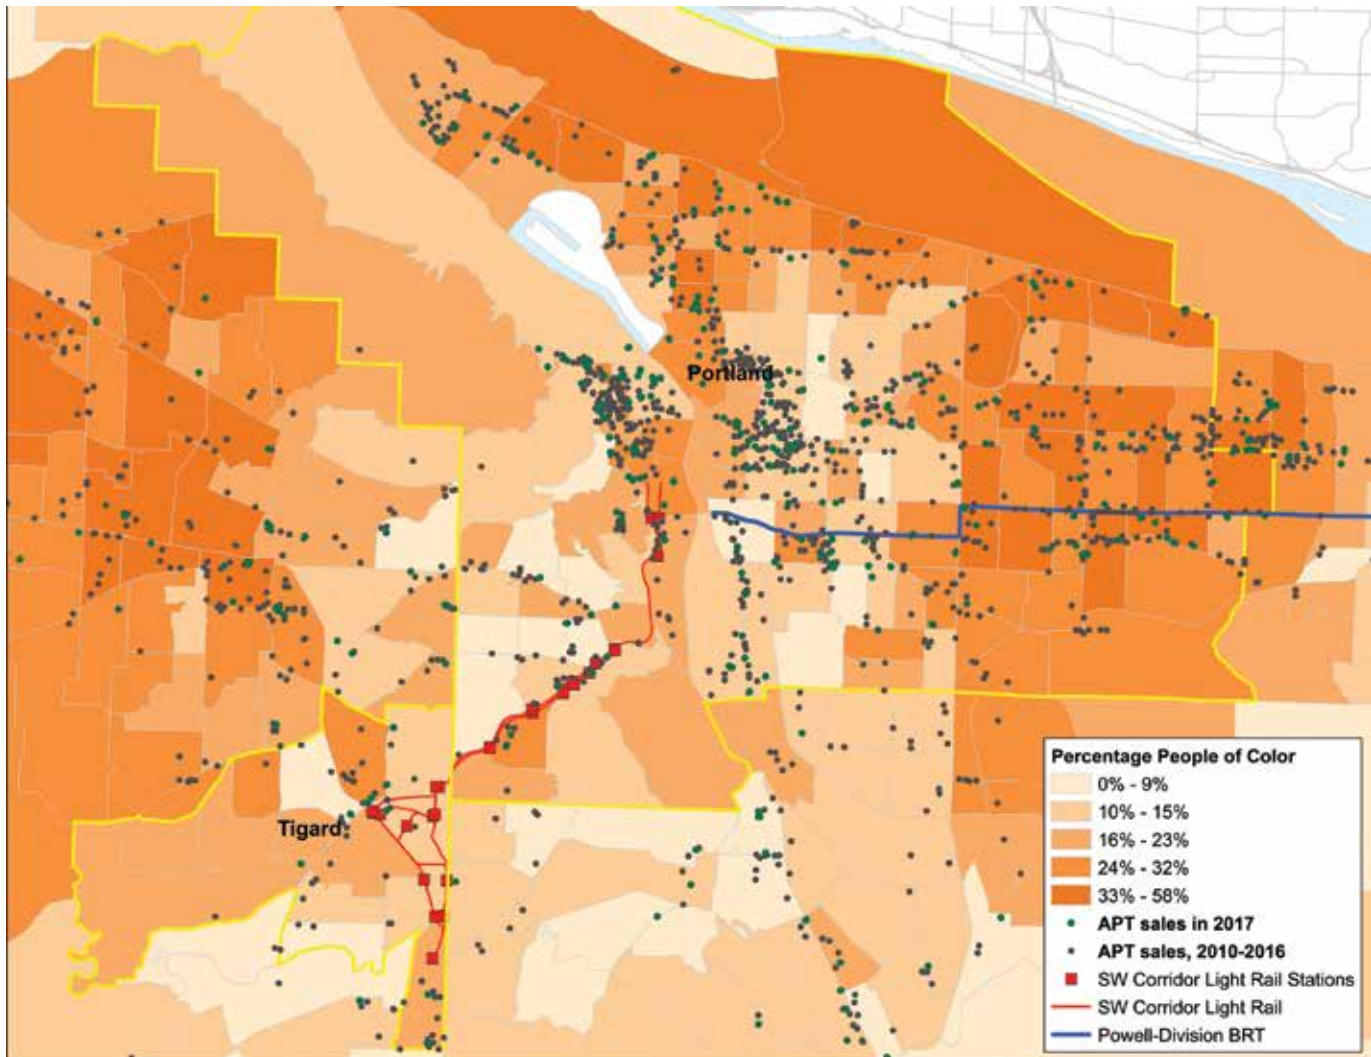 Portland
Tigard
Percentage People of Color
0% - 9%
10% - 15%
16% - 23%
24% - 32%
33% - 58%
APT sales in 2017
APT sales, 2010-2016
SW Corridor Light Rail Stations
SW Corridor Light Rail
Powell-Division BRT